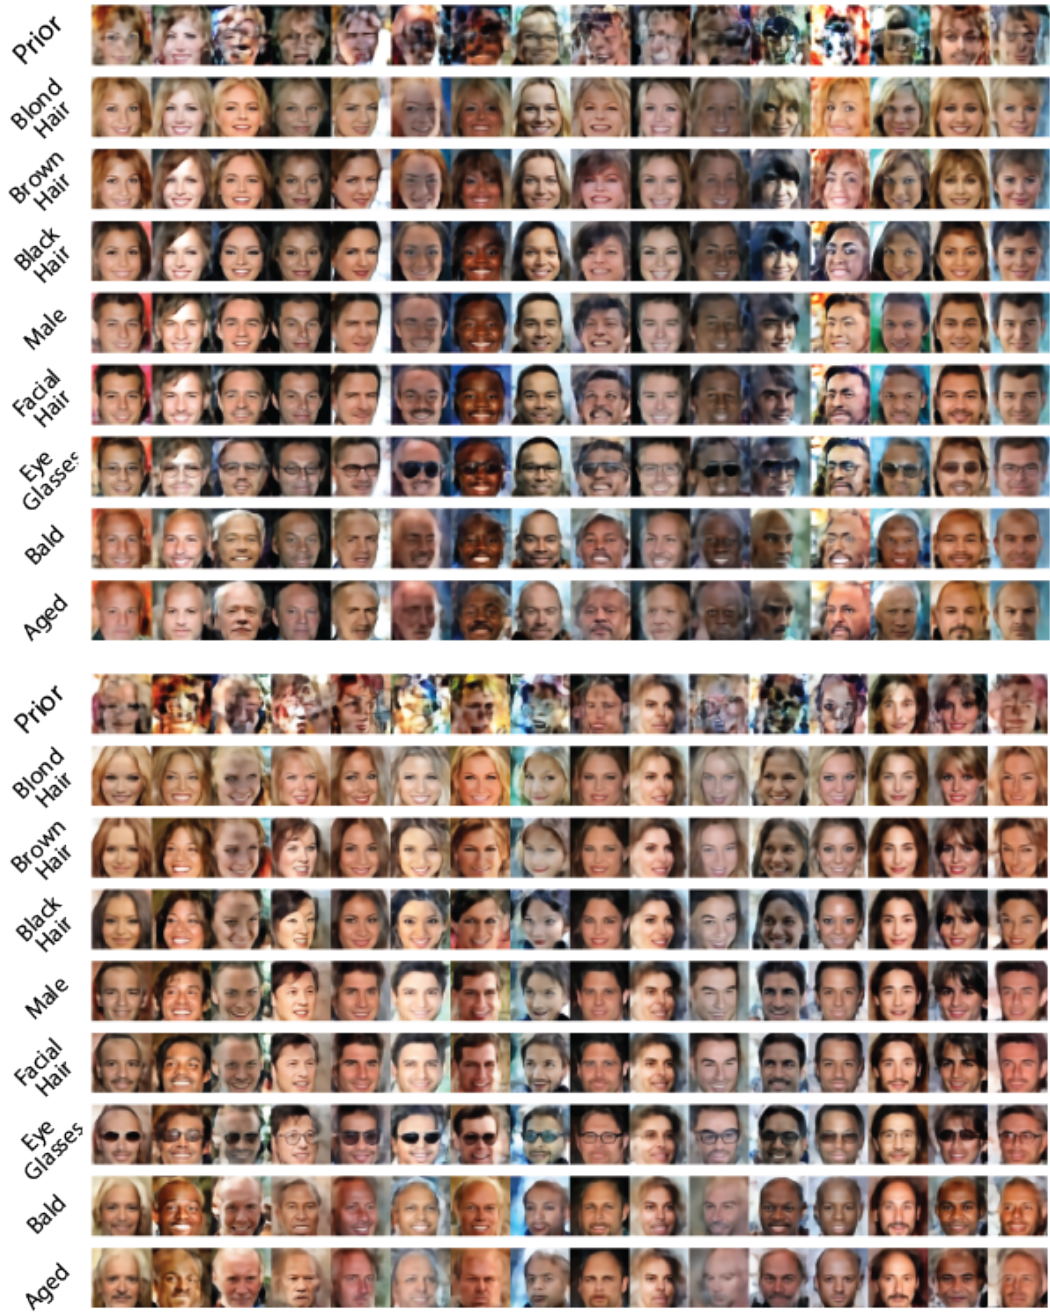 Prior
Blond
Hair
Brown
Hair
Black
Hair
Male
Facial
Hair
Eye
Glasses
Bald
Aged
Prior
Blond
Hair
Brown
Hair
Black
Hair
Male
Facial
Hair
Eye
Glasses
Bald
Aged